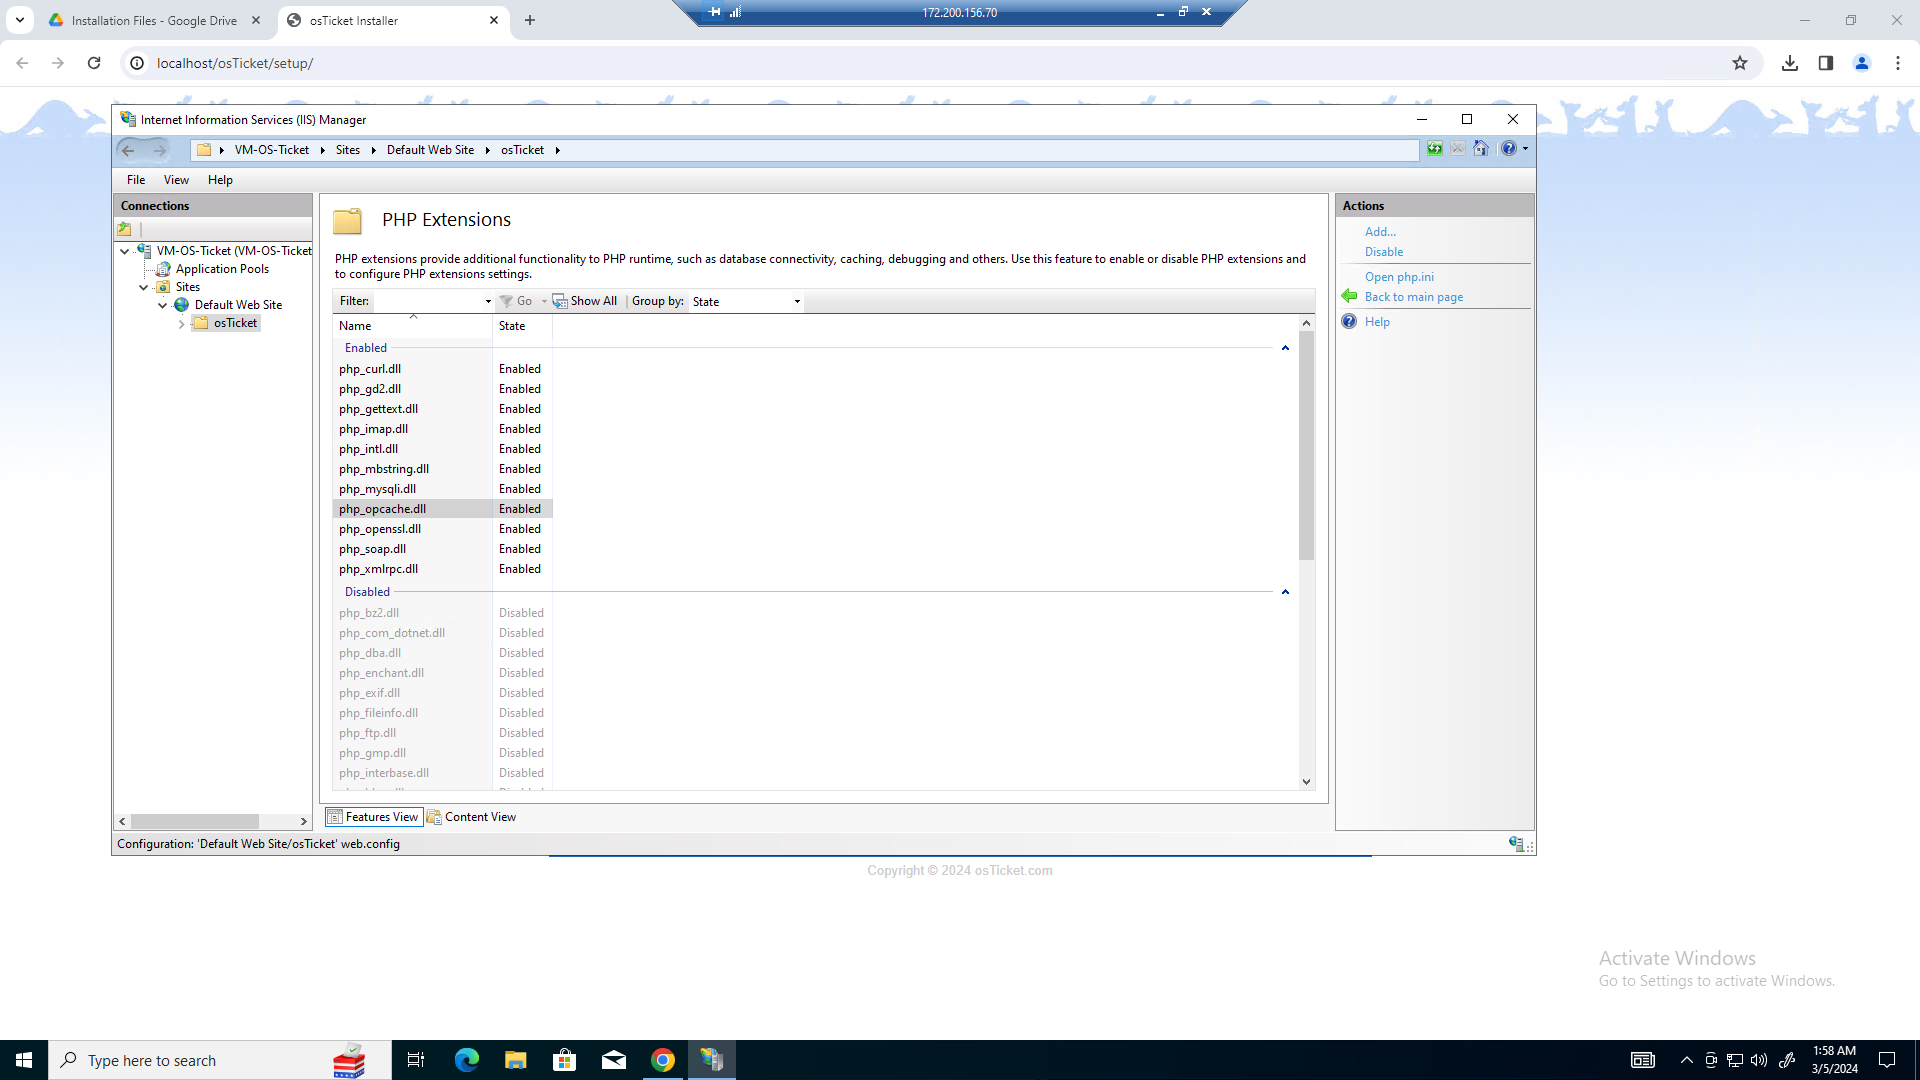 Installation Files - Google Drive
osTicket Installer
172.200.156.70
localhost/osTicket/setup/
Internet Information Services (IIS) Manager
VM-OS-Ticket
Sites
Default Web Site
osTicket
File
View
Help
Connections
VM-OS-Ticket (VM-OS-Ticket
Application Pools
Sites
Default Web Site
osTicket
PHP Extensions
PHP extensions provide additional functionality to PHP runtime, such as database connectivity, caching, debugging and others. Use this feature to enable or disable PHP extensions and
to configure PHP extensions settings.
Filter:
Go
Show All
Group by:
State
Name
State
Enabled
php_curl.dll Enabled
php_gd2.dll Enabled
php_gettext.dll Enabled
php_imap.dll Enabled
php_intl.dll Enabled
php_mbstring.dll Enabled
php_mysqli.dll Enabled
php_opcache.dll Enabled
php_openssl.dll Enabled
php_soap.dll Enabled
php_xmlrpc.dll Enabled
Disabled
php_bz2.dll Disabled
php_com_dotnet.dll Disabled
php_dba.dll Disabled
php_enchant.dll Disabled
php_exif.dll Disabled
php_fileinfo.dll Disabled
php_ftp.dll Disabled
php_gmp.dll Disabled
php_interbase.dll Disabled
Actions
Add...
Disable
Open php.ini
Back to main page
Help
Features View
Content View
Configuration: 'Default Web Site/osTicket' web.config
Copyright © 2024 osTicket.com
Activate Windows
Go to Settings to activate Windows.
Type here to search
1:58 AM
3/5/2024